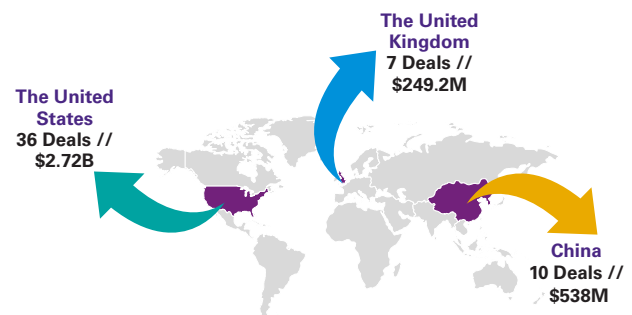 The United
Kingdom
7 Deals //
$249.2M
The United
States
36 Deals //
$2.72B
China
10 Deals //
$538M